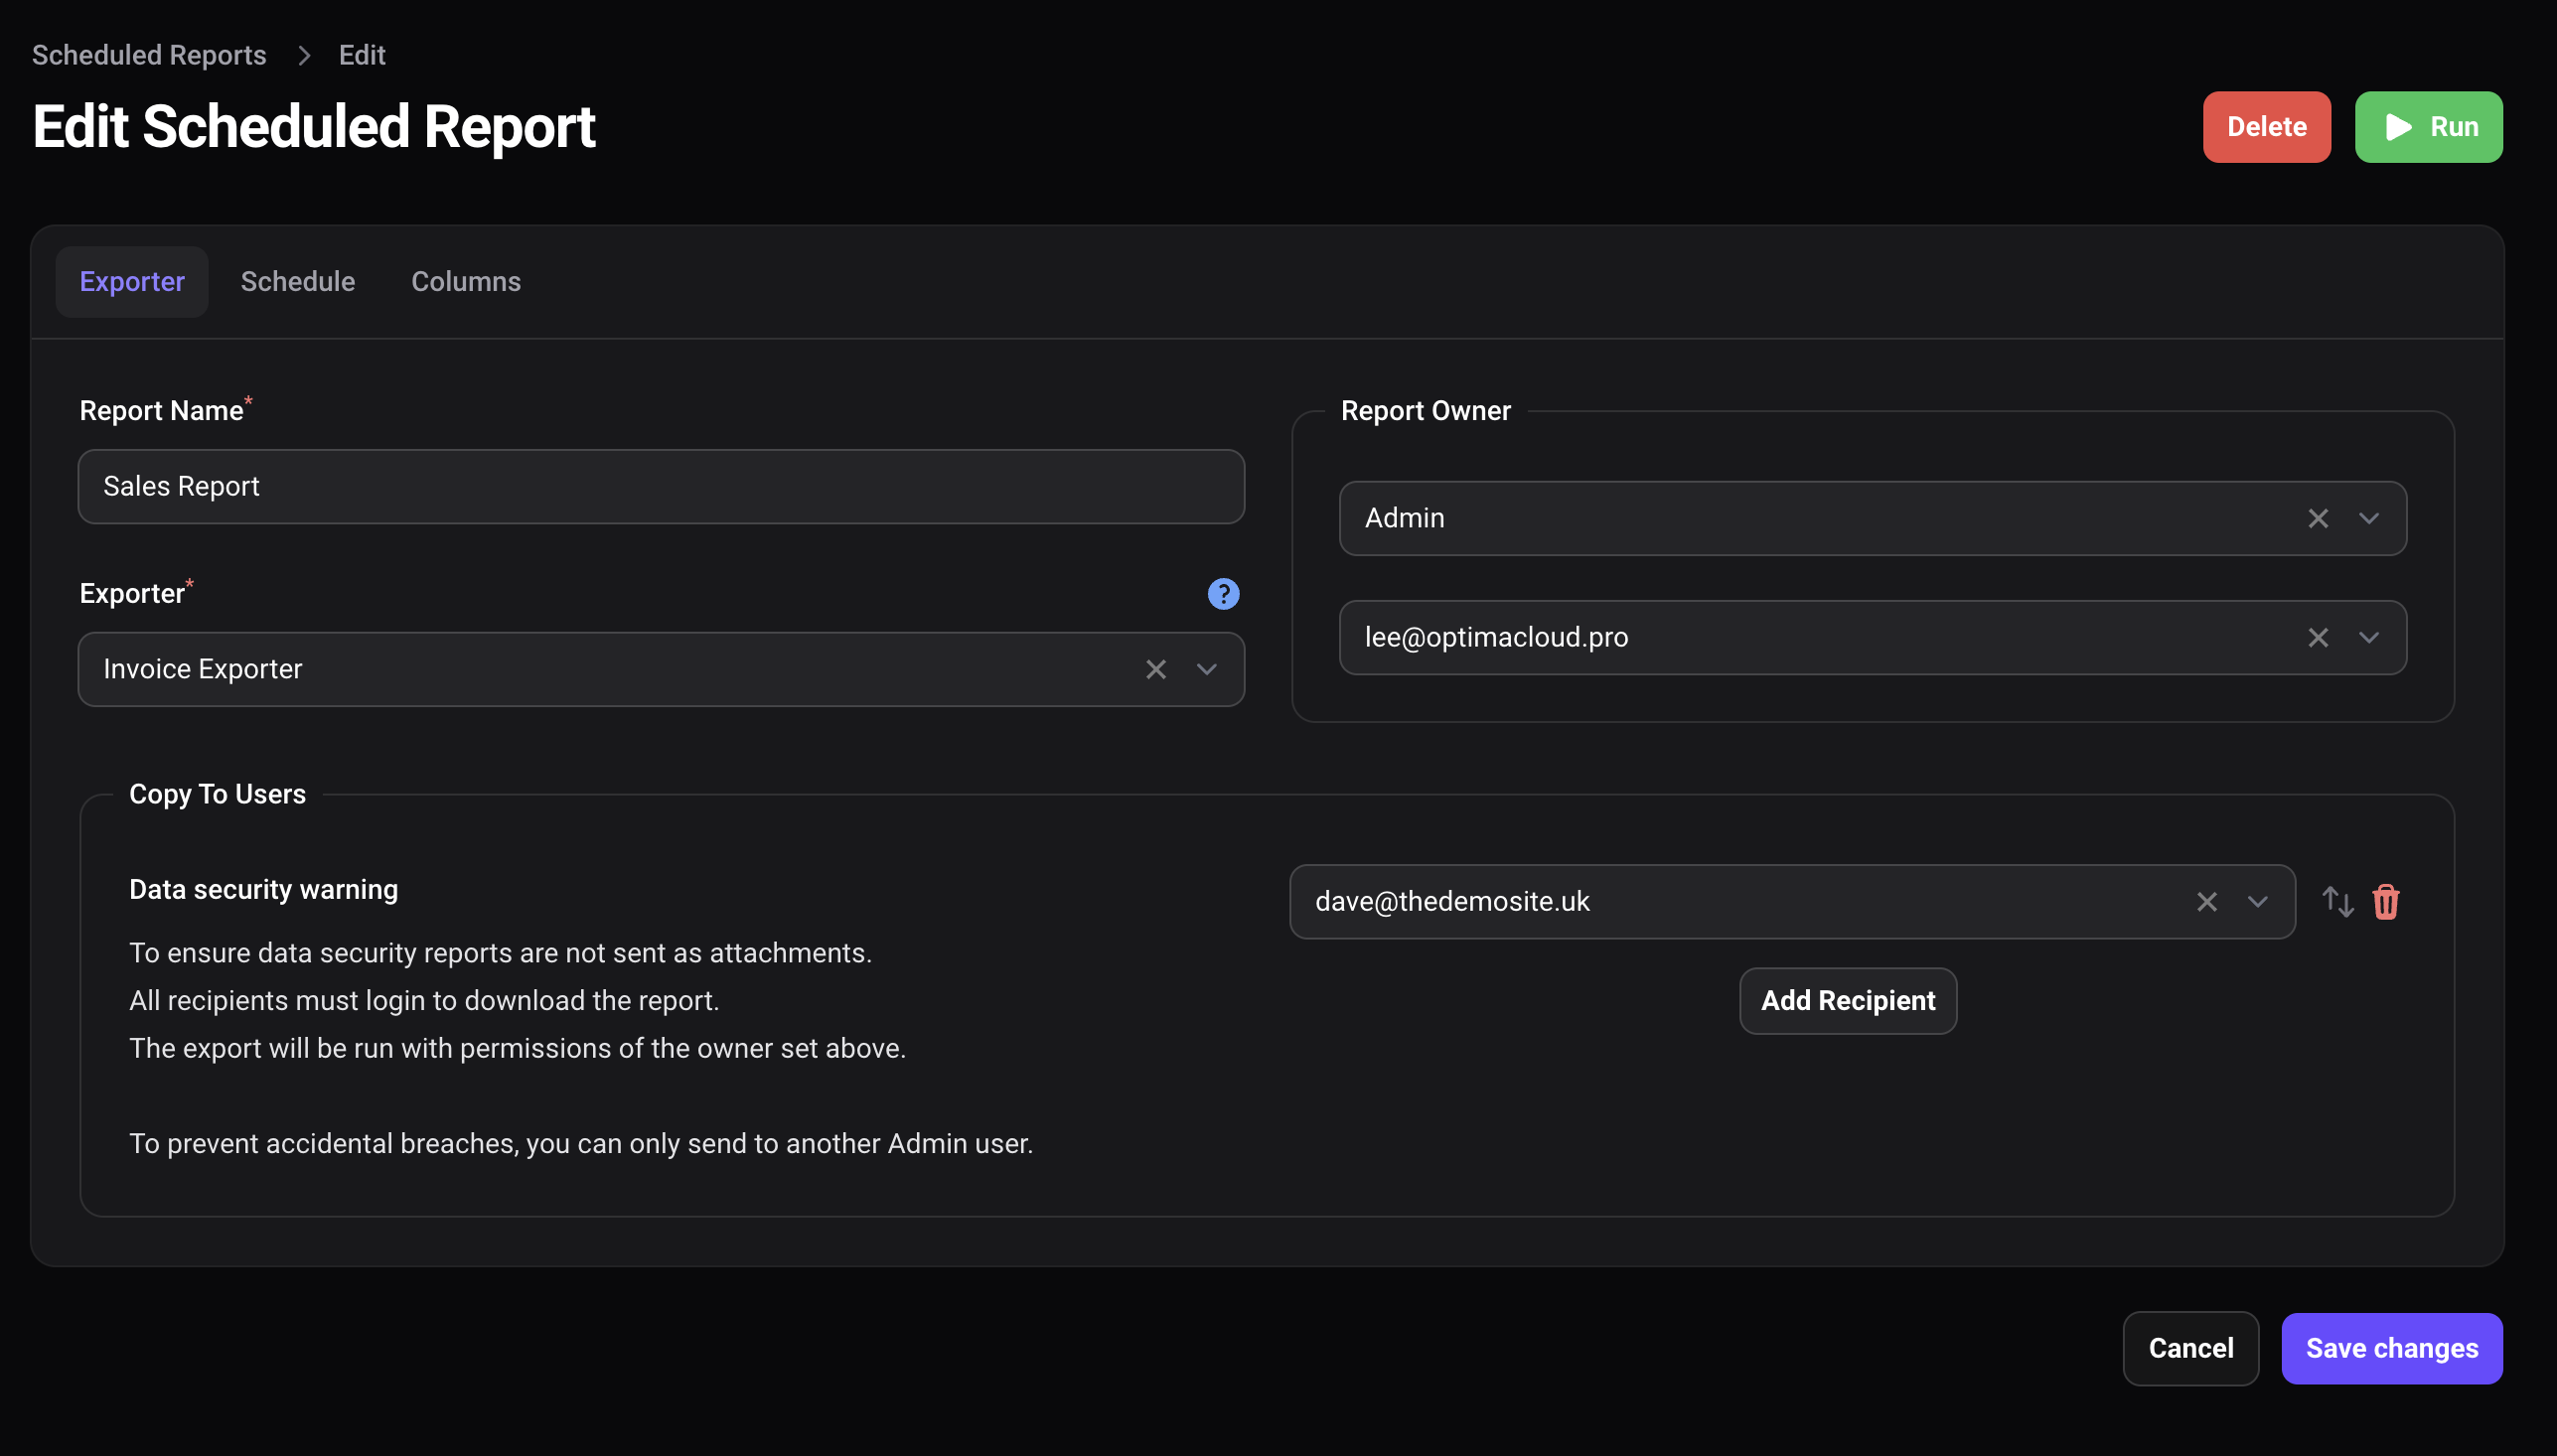 Scheduled Reports > Edit
Edit Scheduled Report
Delete
Run
Exporter
Schedule
Columns
Report Name*
Sales Report
Exporter*
?
Invoice Exporter
Report Owner
Admin
lee@optimacloud.pro
Copy To Users
Data security warning
To ensure data security reports are not sent as attachments.
All recipients must login to download the report.
The export will be run with permissions of the owner set above.
To prevent accidental breaches, you can only send to another Admin user.
dave@thedemosite.uk
Add Recipient
Cancel
Save changes